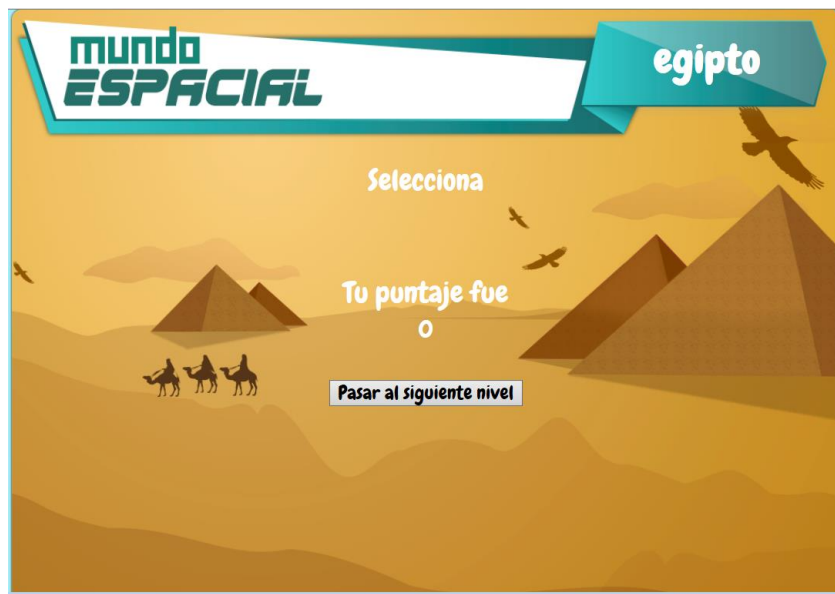 mundo
ESPACIAL
egipto
Selecciona
Tu puntaje fue
0
Pasar al siguiente nivel